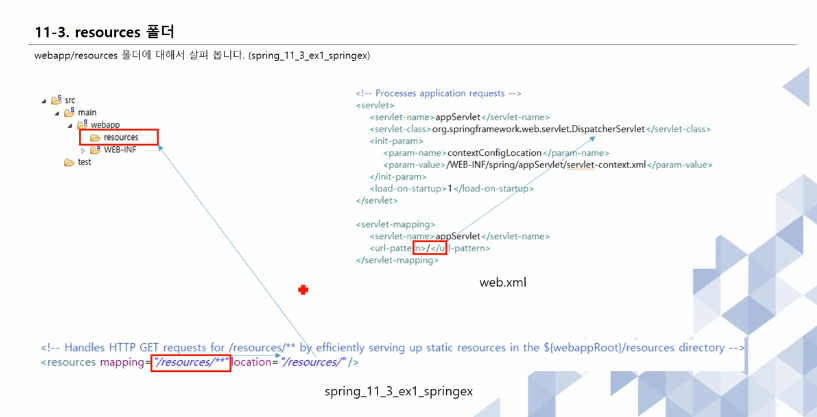 11-3. resources 폴더
webapp/resources 폴더에 대해서 살펴 봅니다. (spring_11_3_ex1_springex)
src
main
webapp
resources
WEB-INF
test
<!-- Processes application requests -->
<servlet>
<servlet-name>appServlet</servlet-name>
<servlet-class>org.springframework.web.servlet.DispatcherServlet</servlet-class>
<init-param>
<param-name>contextConfigLocation</param-name>
<param-value>/WEB-INF/spring/appServlet/servlet-context.xml</param-value>
</init-param>
<load-on-startup>1</load-on-startup>
</servlet>
<servlet-mapping>
<servlet-name>appServlet</servlet-name>
<url-pattern>/</url-pattern>
</servlet-mapping>
web.xml
<!-- Handles HTTP GET requests for /resources/** by efficiently serving up static resources in the ${webappRoot}/resources directory -->
<resources mapping="/resources/**" location="/resources/" />
spring_11_3_ex1_springex